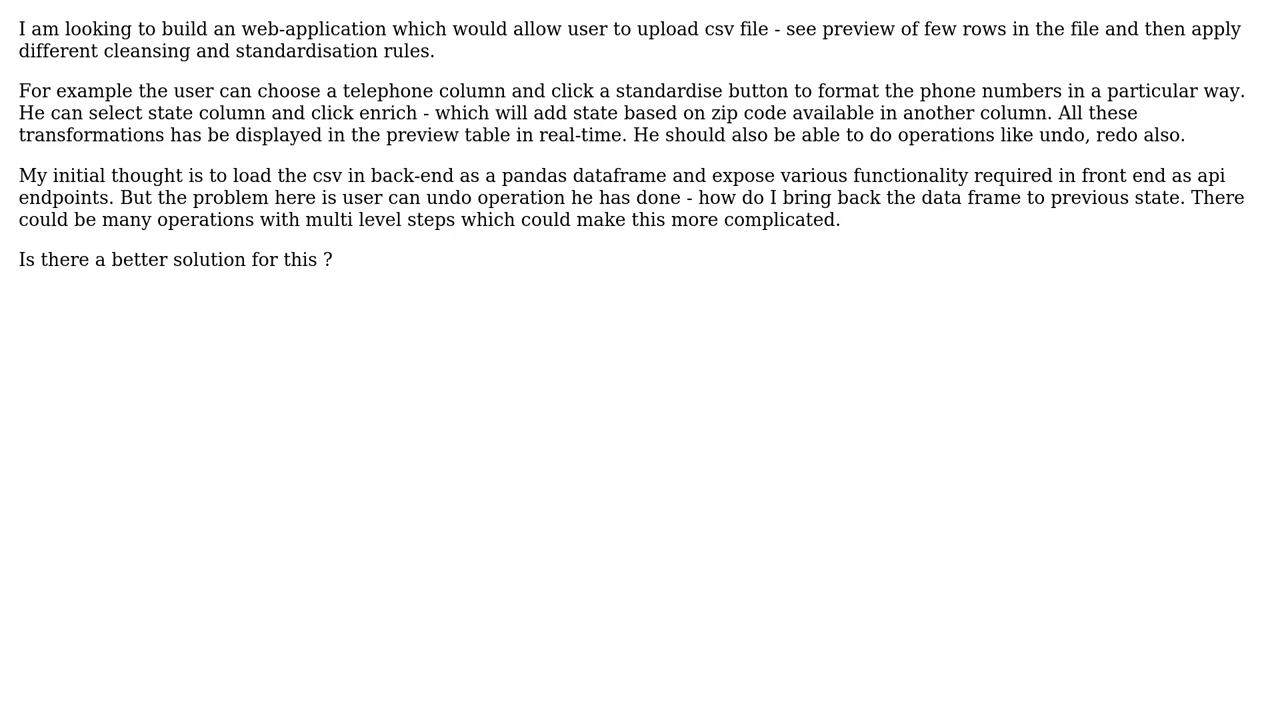 I am looking to build an web-application which would allow user to upload csv file - see preview of few rows in the file and then apply
different cleansing and standardisation rules.
For example the user can choose a telephone column and click a standardise button to format the phone numbers in a particular way.
He can select state column and click enrich - which will add state based on zip code available in another column. All these
transformations has be displayed in the preview table in real-time. He should also be able to do operations like undo, redo also.
My initial thought is to load the csv in back-end as a pandas dataframe and expose various functionality required in front end as api
endpoints. But the problem here is user can undo operation he has done - how do I bring back the data frame to previous state. There
could be many operations with multi level steps which could make this more complicated.
Is there a better solution for this ?